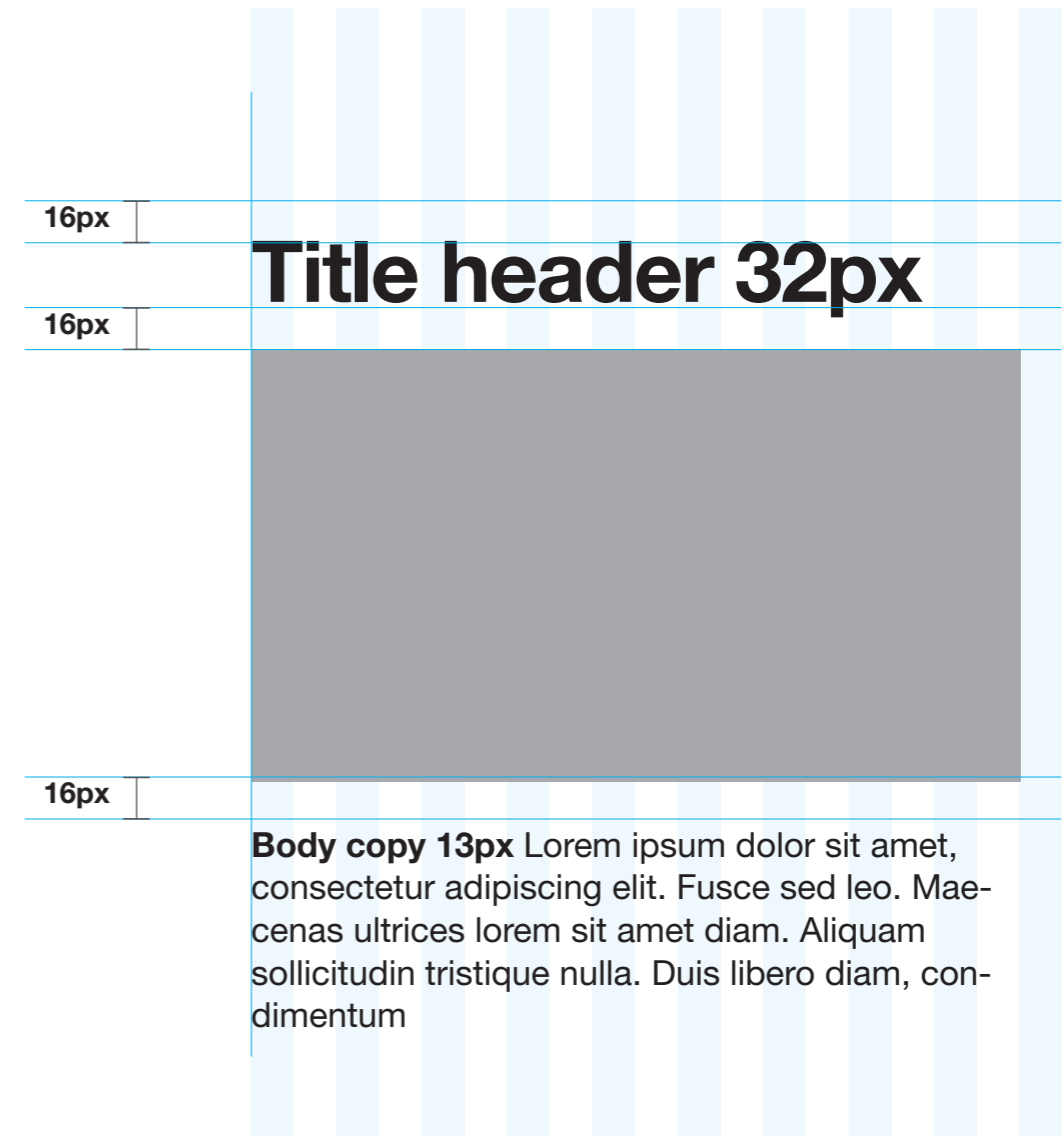 16px
Title header 32px
16px
16px
Body copy 13px Lorem ipsum dolor sit amet,
consectetur adipiscing elit. Fusce sed leo. Mae-
cenas ultrices lorem sit amet diam. Aliquam
sollicitudin tristique nulla. Duis libero diam, con-
dimentum